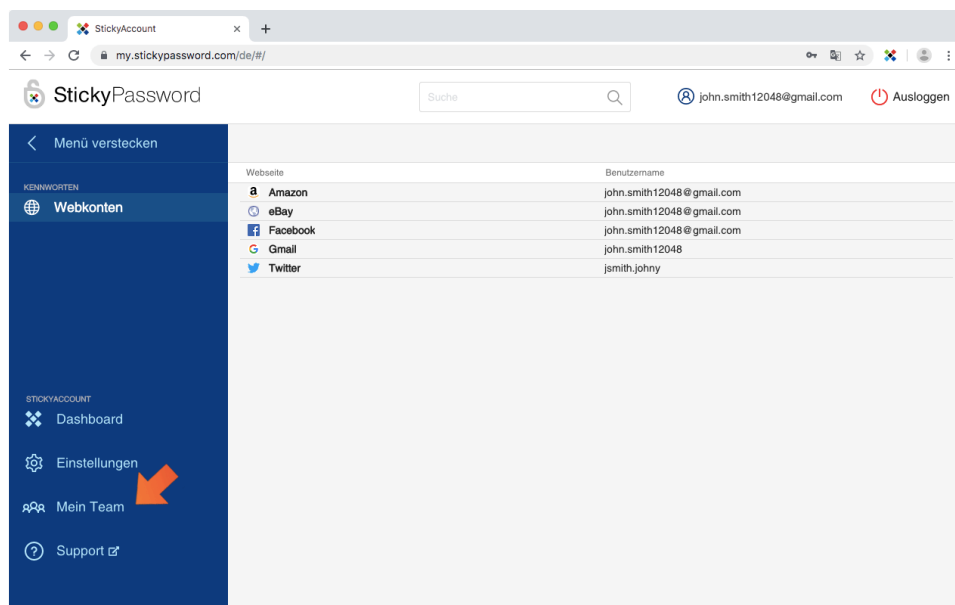 StickyAccount
my.stickypassword.com/de/#/
StickyPassword
Suche
john.smith12048@gmail.com
Ausloggen
Menü verstecken
KENNWORTEN
Webkonten
Webseite Benutzername
Amazon john.smith12048@gmail.com
eBay john.smith12048@gmail.com
Facebook john.smith12048@gmail.com
Gmail john.smith12048
Twitter jsmith.johny
STICKYACCOUNT
Dashboard
Einstellungen
Mein Team
Support